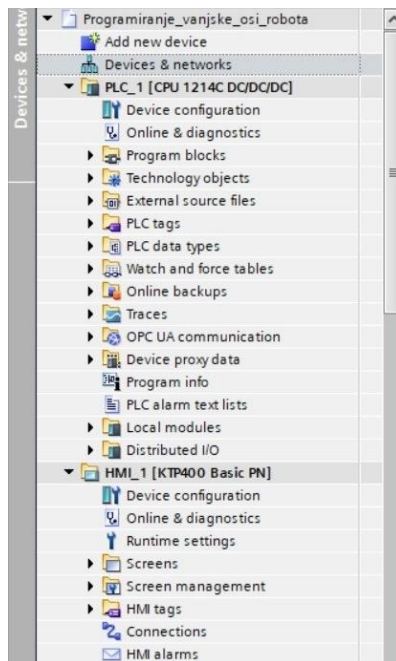 Devices & netw
Programiranje_vanjske_osi_robota
Add new device
Devices & networks
PLC_1 [CPU 1214C DC/DC/DC]
Device configuration
Online & diagnostics
Program blocks
Technology objects
External source files
PLC tags
PLC data types
Watch and force tables
Online backups
Traces
OPC UA communication
Device proxy data
Program info
PLC alarm text lists
Local modules
Distributed I/O
HMI_1 [KTP400 Basic PN]
Device configuration
Online & diagnostics
Runtime settings
Screens
Screen management
HMI tags
Connections
HMI alarms